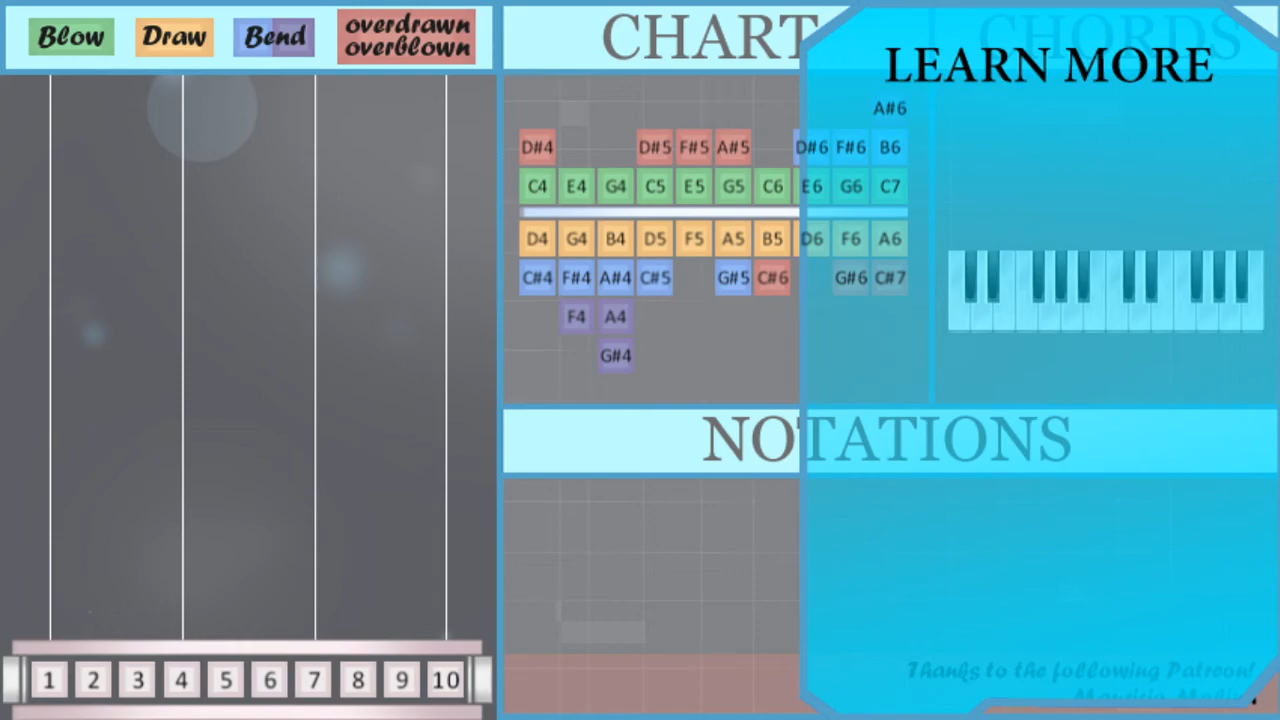 Blow Draw Bend overdrawn
overblown
CHART
CHORDS
LEARN MORE
A#6
D#4 D#5 F#5 A#5 D#6 F#6 B6
C4 E4 G4 C5 E5 G5 C6 E6 G6 C7
D4 G4 B4 D5 F5 A5 B5 D6 F6 A6
C#4 F#4 A#4 C#5 G#5 C#6 G#6 C#7
F4 A4
G#4
NOTATIONS
1 2 3 4 5 6 7 8 9 10
Thanks to the following Patreon!